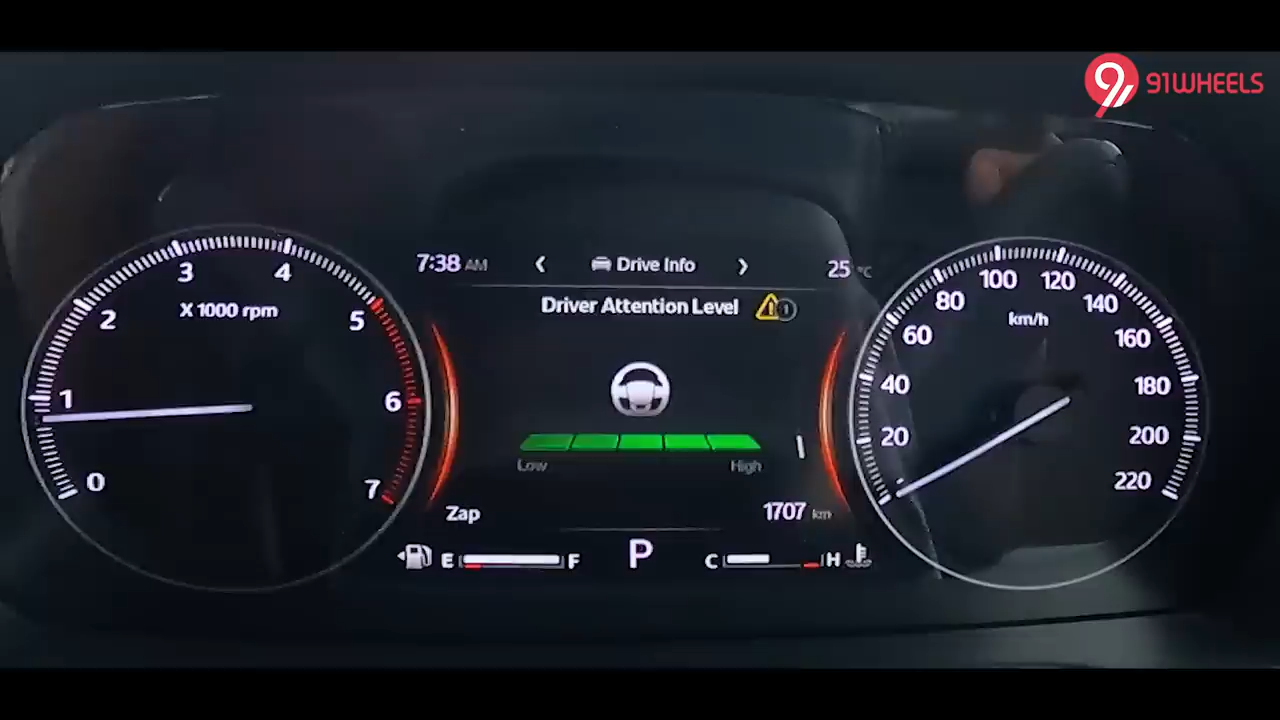 91WHEELS
7:38 AM
Drive Info
25 °C
Driver Attention Level
1
0
1
2
3
4
5
6
7
X 1000 rpm
Low
High
Zap
1707 km
E
F
P
C
H
20
40
60
80
100
120
140
160
180
200
220
km/h